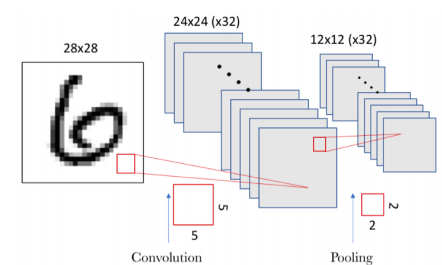 24x24 (x32)
12x12 (x32)
28x28
5
5
2
2
Convolution
Pooling